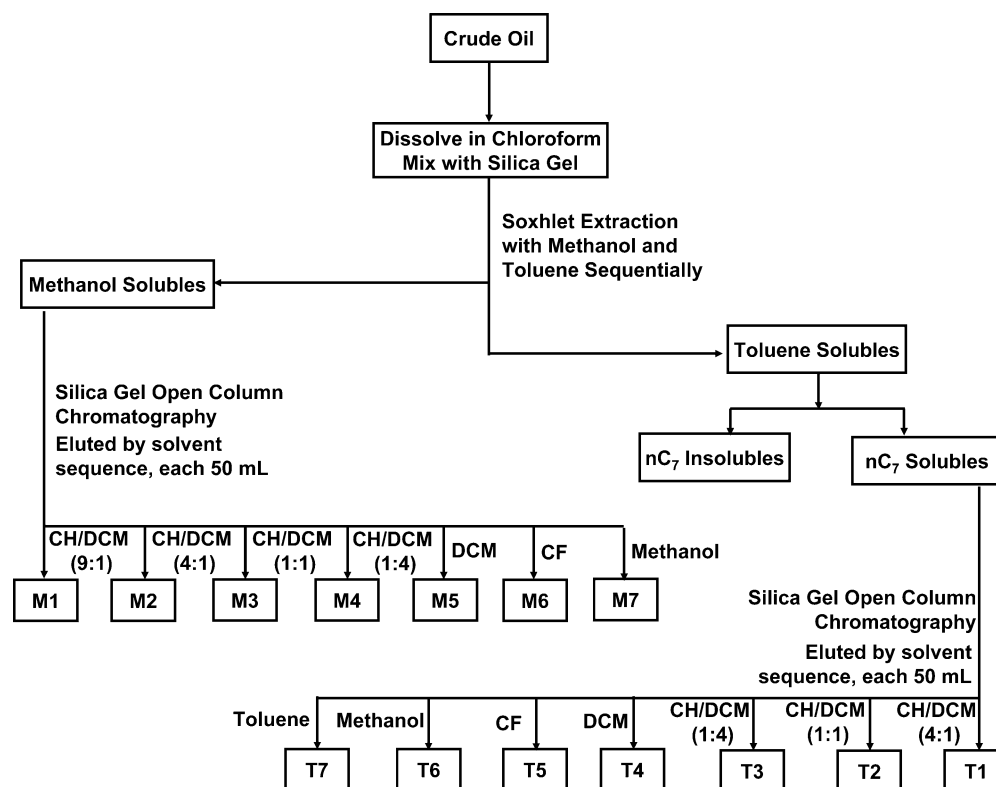 Crude Oil
Dissolve in Chloroform
Mix with Silica Gel
Soxhlet Extraction
with Methanol and
Toluene Sequentially
Methanol Solubles
Toluene Solubles
Silica Gel Open Column
Chromatography
Eluted by solvent
sequence, each 50 mL
nC₇ Insolubles
nC₇ Solubles
CH/DCM
(9:1)
CH/DCM
(4:1)
CH/DCM
(1:1)
CH/DCM
(1:4)
DCM
CF
Methanol
M1
M2
M3
M4
M5
M6
M7
Silica Gel Open Column
Chromatography
Eluted by solvent
sequence, each 50 mL
Toluene
Methanol
CF
DCM
CH/DCM
(1:4)
CH/DCM
(1:1)
CH/DCM
(4:1)
T7
T6
T5
T4
T3
T2
T1